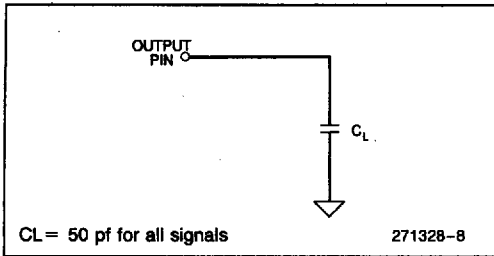 OUTPUT
PIN
CL
CL= 50 pf for all signals
271328-8